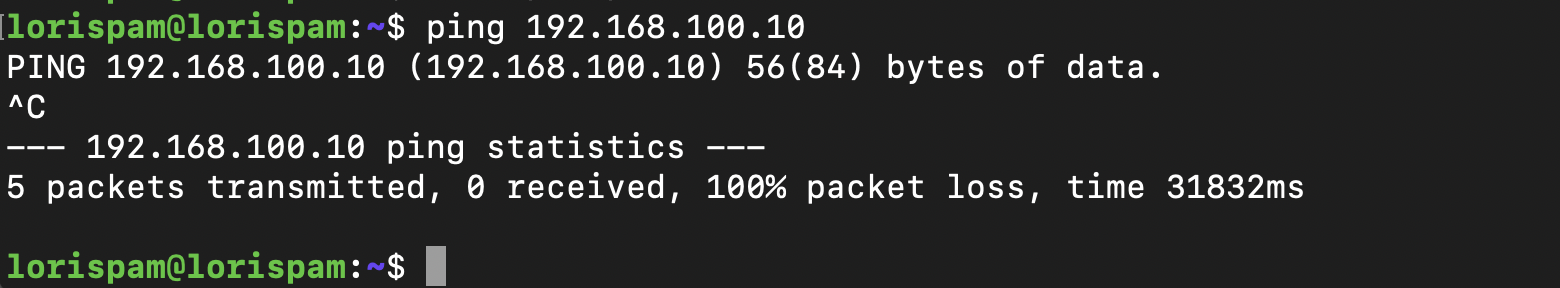 lorispam@lorispam:~$ ping 192.168.100.10
PING 192.168.100.10 (192.168.100.10) 56(84) bytes of data.
^C
--- 192.168.100.10 ping statistics ---
5 packets transmitted, 0 received, 100% packet loss, time 31832ms
lorispam@lorispam:~$